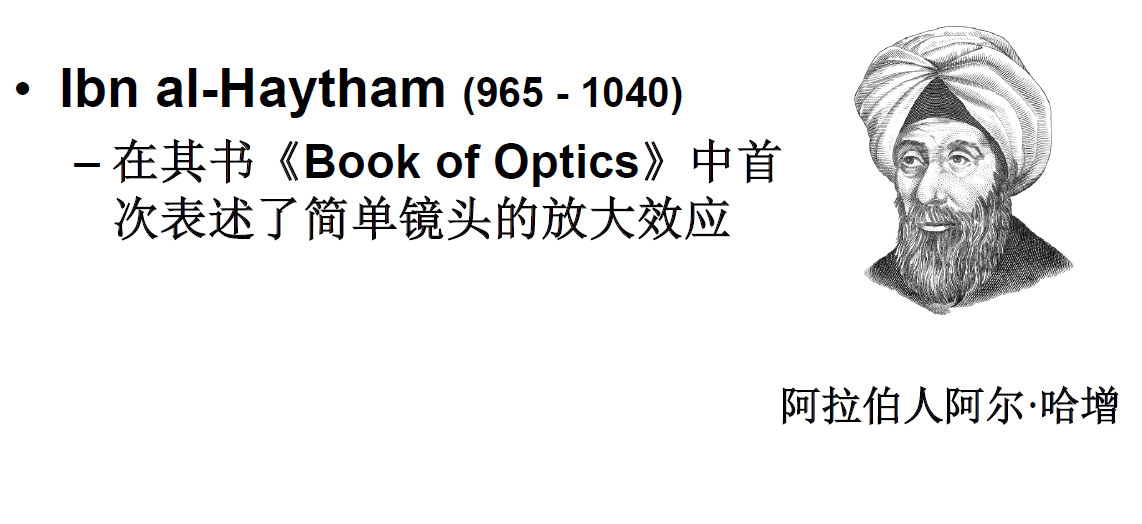 • Ibn al-Haytham (965 - 1040)
– 在其书《Book of Optics》中首
次表述了简单镜头的放大效应
阿拉伯人阿尔·哈增